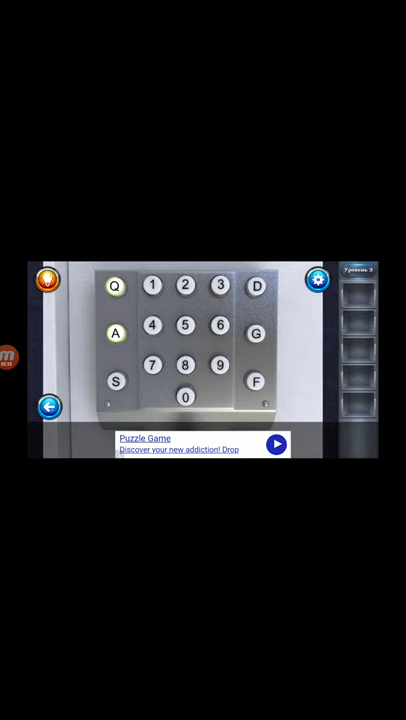 Уровень 3
Q 1 2 3 D
A 4 5 6 G
S 7 8 9 F
0
Puzzle Game
Discover your new addiction! Drop